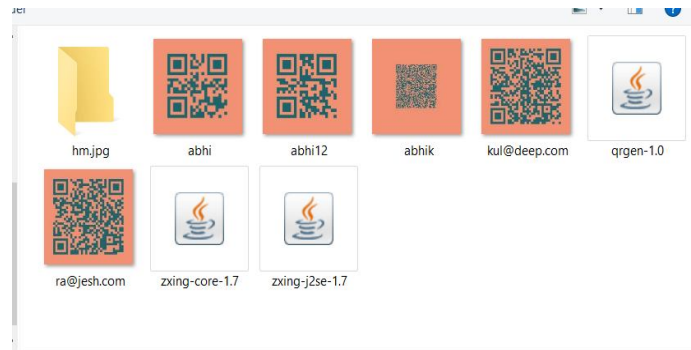 hm.jpg abhi abhi12 abhik kul@deep.com qrgen-1.0
ra@jesh.com zxing-core-1.7 zxing-j2se-1.7